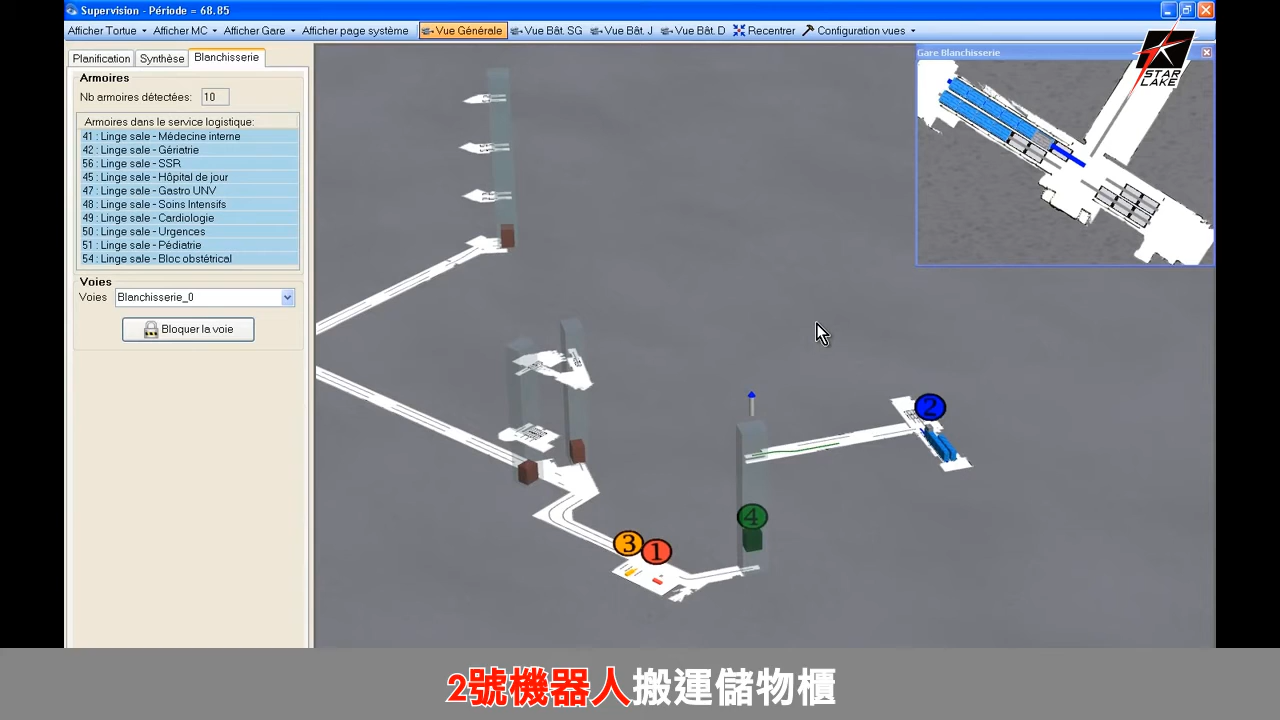 Supervision - Période = 68.85
Afficher Tortue Afficher MC Afficher Gare Afficher page système Vue Générale Vue Bât. SG Vue Bât. J Vue Bât. D Recentrer Configuration vues
Planification Synthèse Blanchisserie
Armoires
Nb armoires détectées: 10
Armoires dans le service logistique:
41 : Linge sale - Médecine interne
42 : Linge sale - Gériatrie
56 : Linge sale - SSR
45 : Linge sale - Hôpital de jour
47 : Linge sale - Gastro UNV
48 : Linge sale - Soins Intensifs
49 : Linge sale - Cardiologie
50 : Linge sale - Urgences
51 : Linge sale - Pédiatrie
54 : Linge sale - Bloc obstétrical
Voies
Voies Blanchisserie_0
Bloquer la voie
Gare Blanchisserie
STAR
LAKE
2
4
3 1
2號機器人搬運儲物櫃